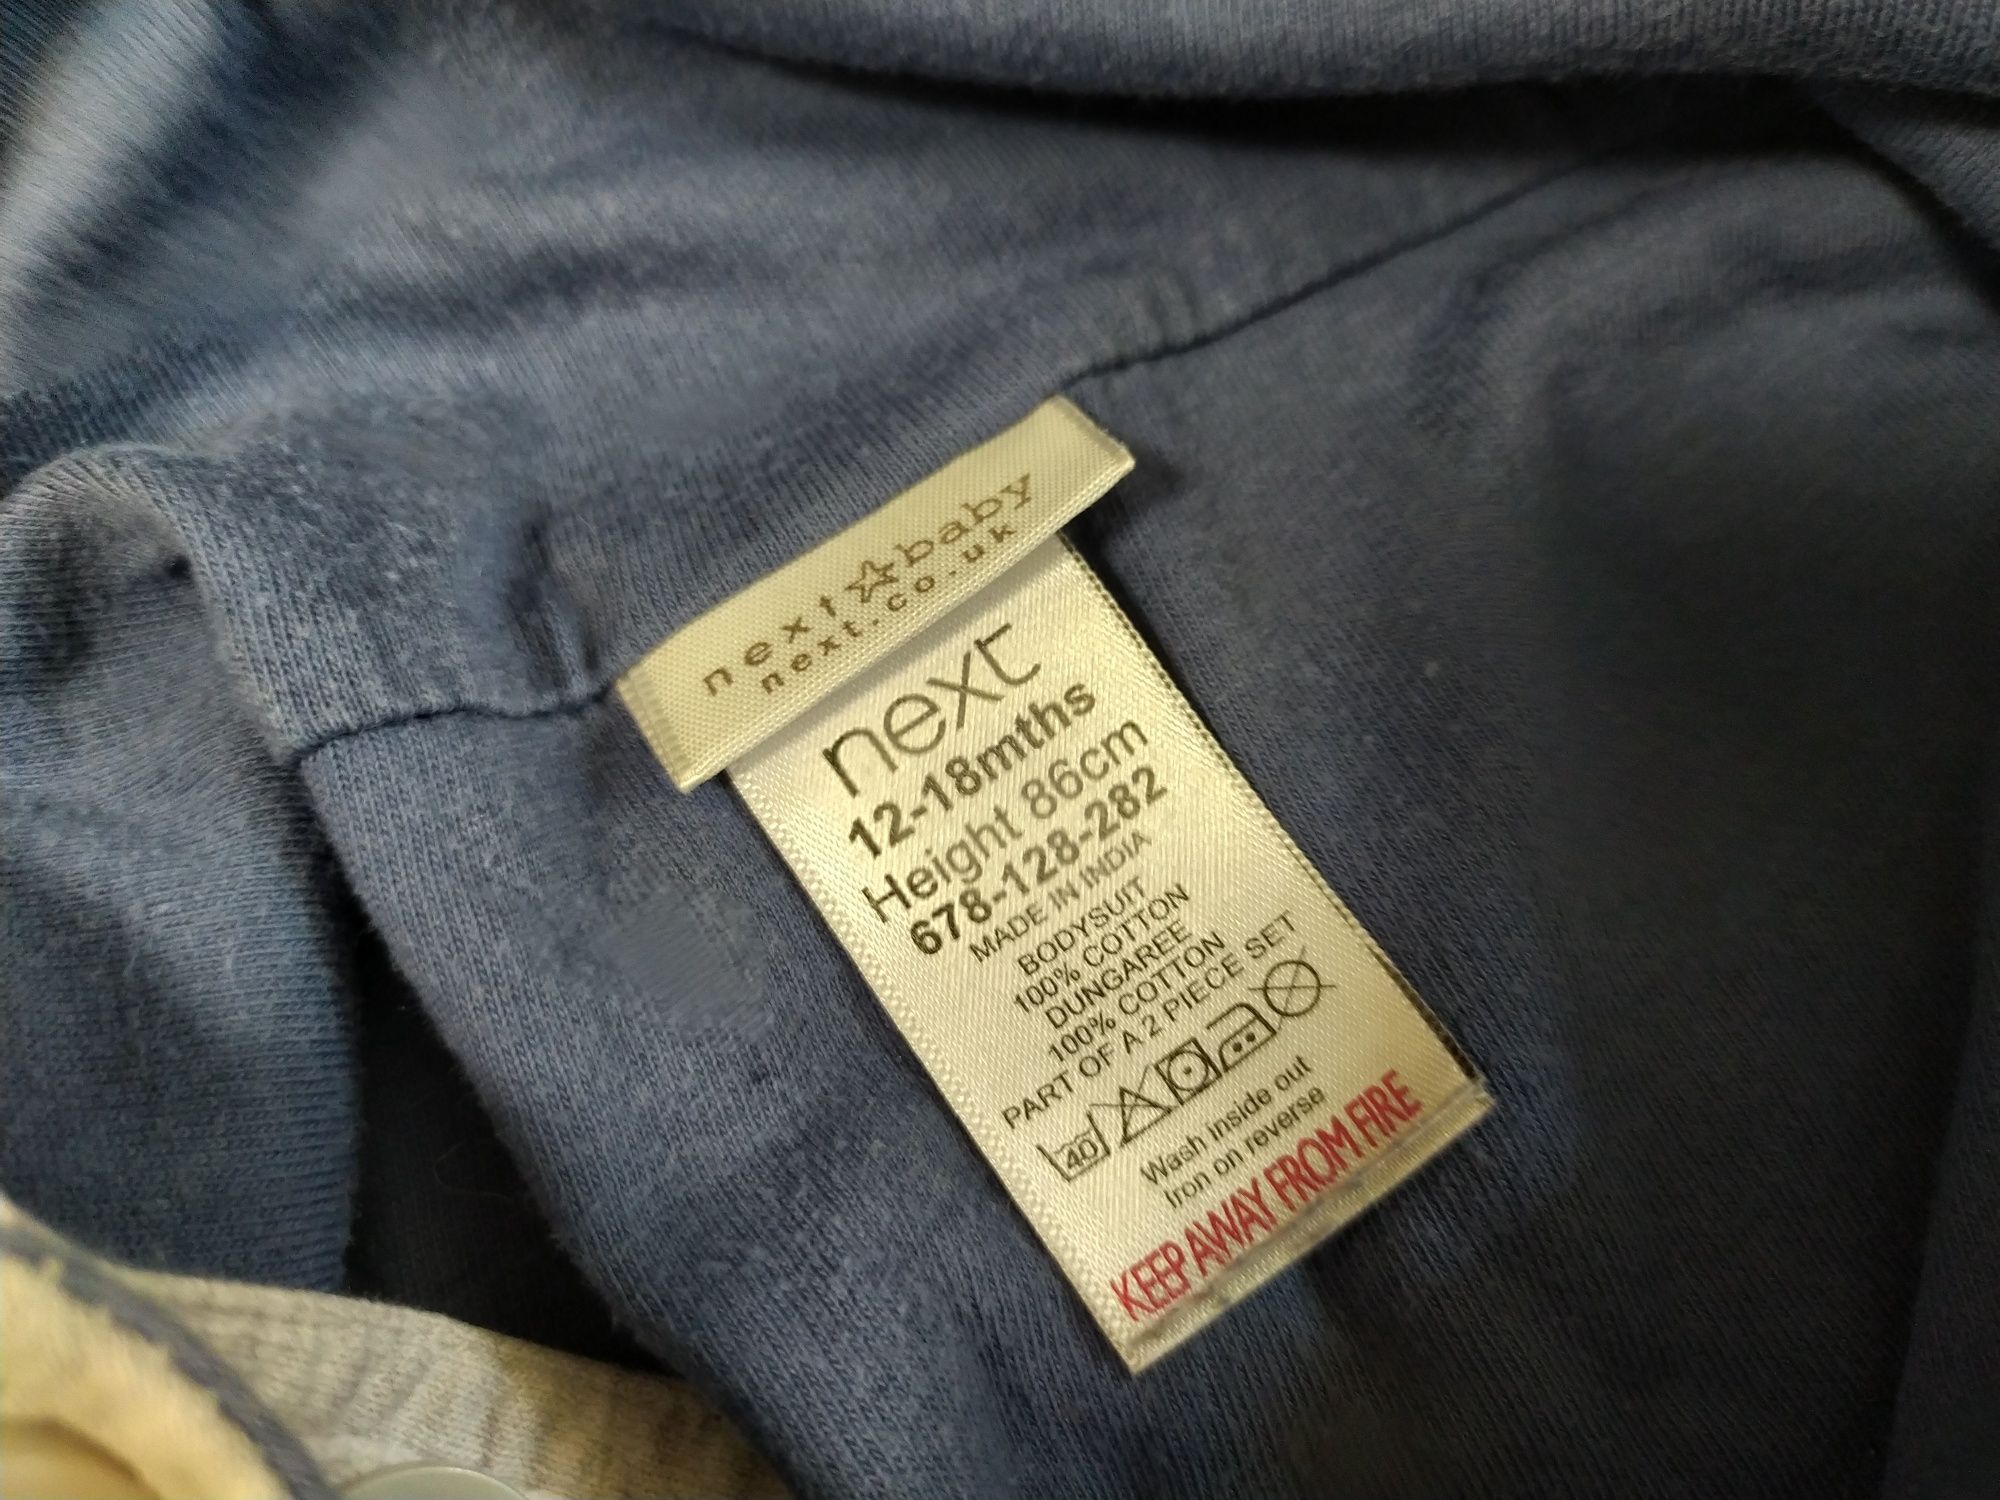 next☆baby
next.co.uk
next
12-18mths
Height 86cm
678-128-282
MADE IN INDIA
BODYSUIT
100% COTTON
DUNGAREE
100% COTTON
PART OF A 2 PIECE SET
40
Wash inside out
Iron on reverse
KEEP AWAY FROM FIRE